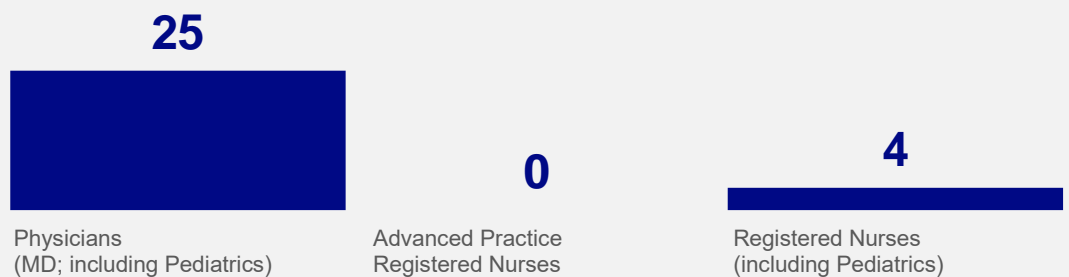 25
0
4
Physicians
(MD; including Pediatrics)
Advanced Practice
Registered Nurses
Registered Nurses
(including Pediatrics)